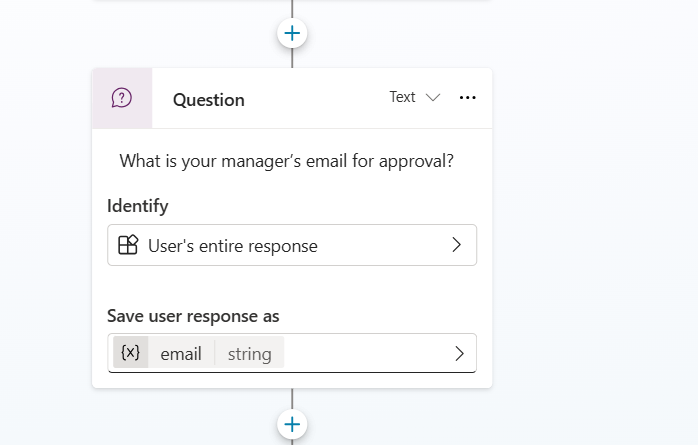 Question
Text
What is your manager’s email for approval?
Identify
User's entire response
Save user response as
{x} email string